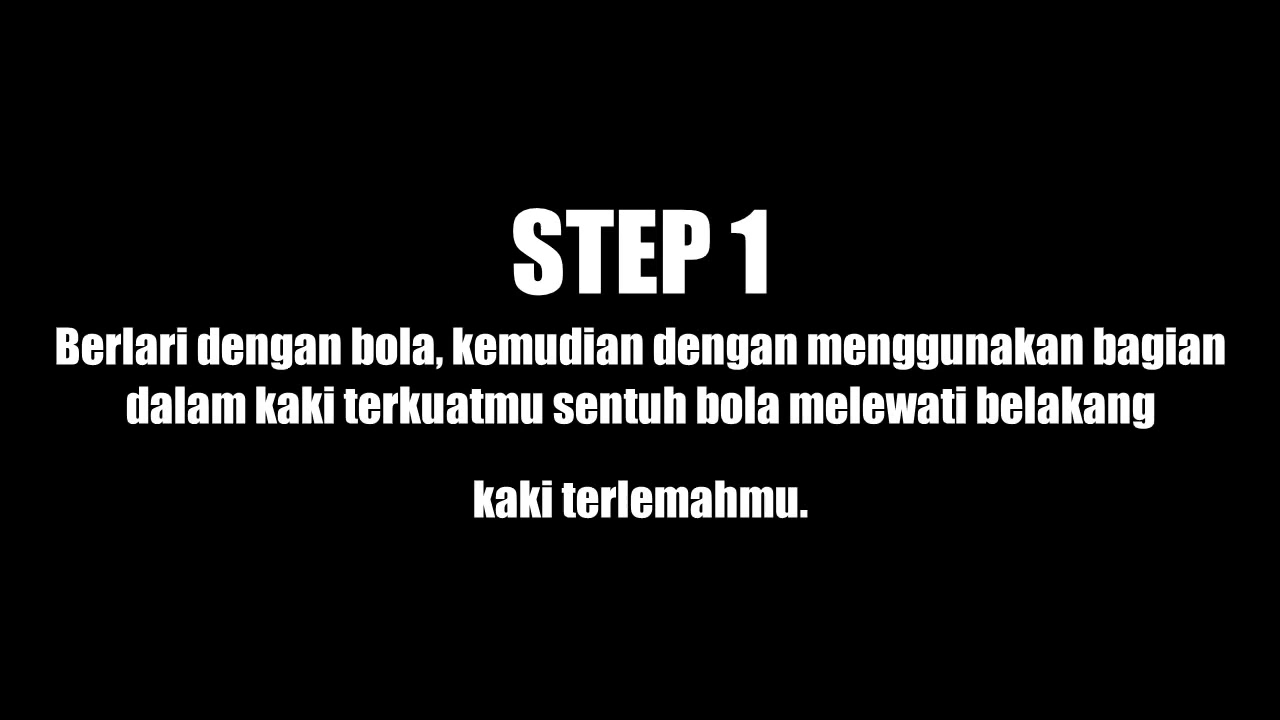 STEP 1
Berlari dengan bola, kemudian dengan menggunakan bagian
dalam kaki terkuatmu sentuh bola melewati belakang
kaki terlemahmu.